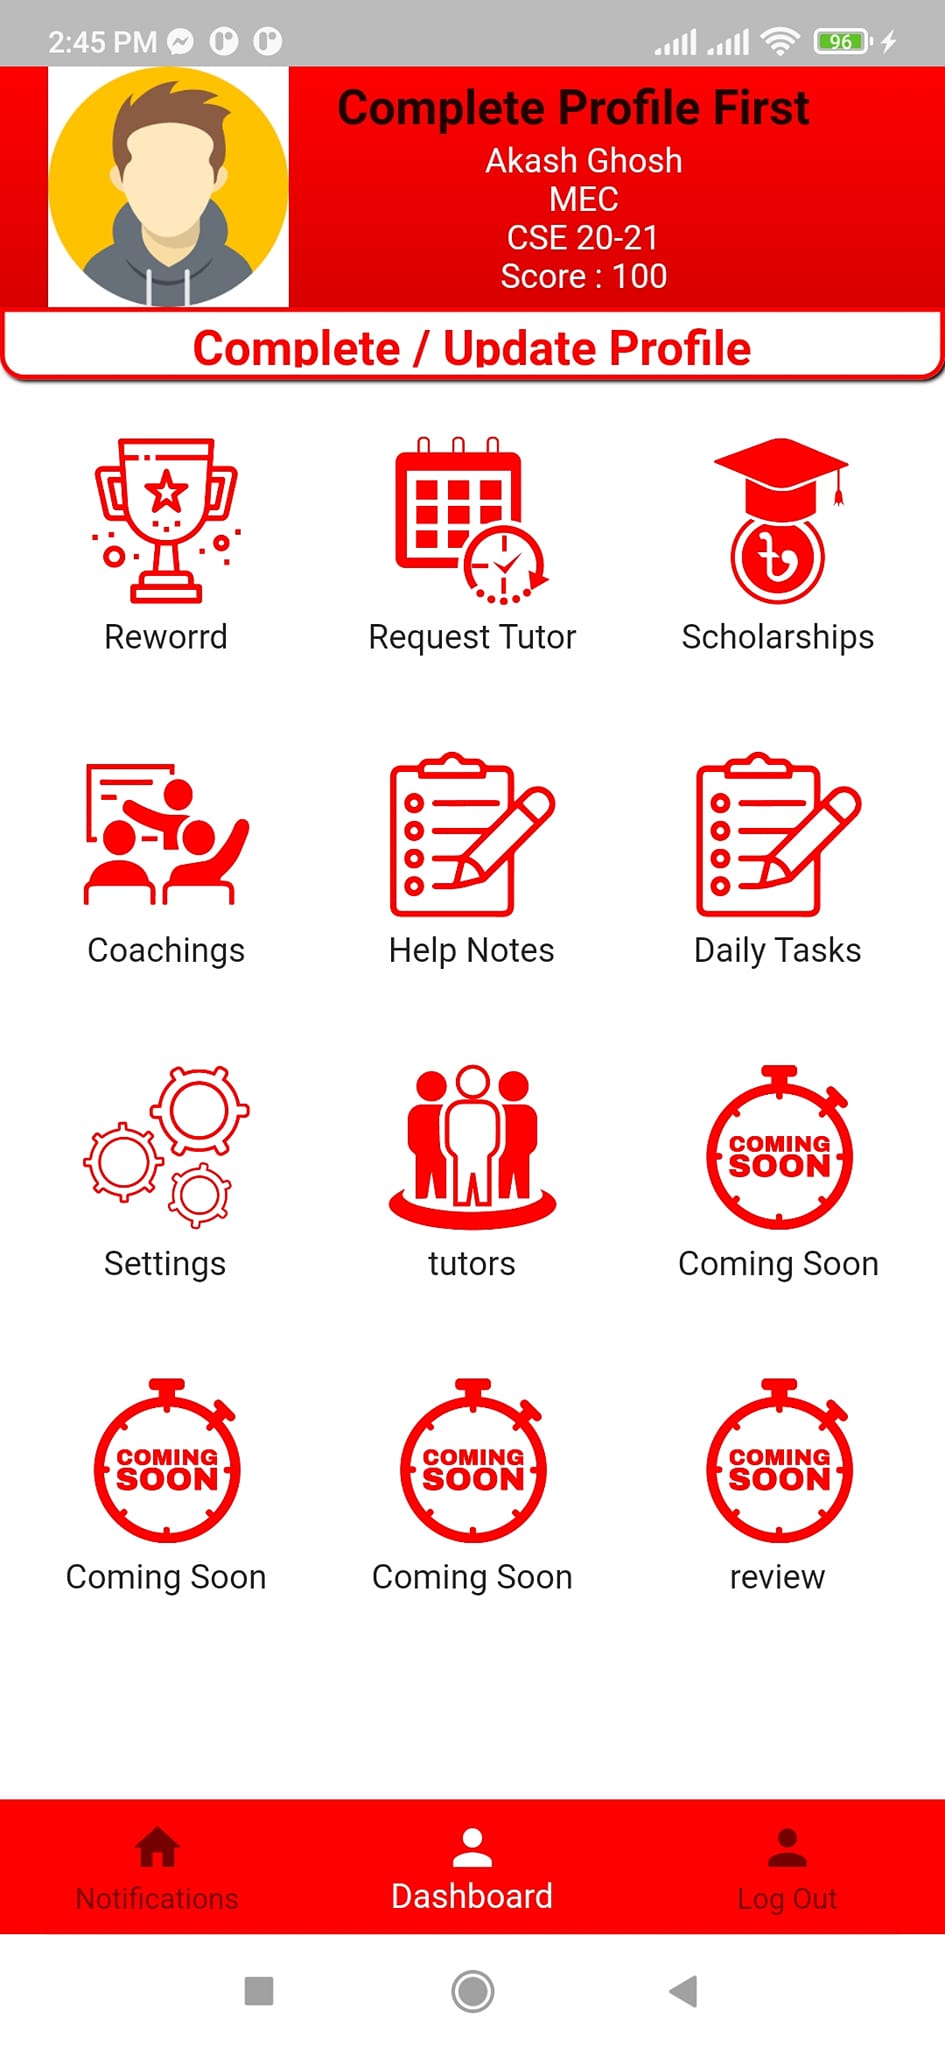 2:45 PM
96
Complete Profile First
Akash Ghosh
MEC
CSE 20-21
Score : 100
Complete / Update Profile
Reworrd Request Tutor Scholarships
৳
Coachings Help Notes Daily Tasks
COMING
SOON
Settings tutors Coming Soon
COMING COMING COMING
SOON SOON SOON
Coming Soon Coming Soon review
Notifications Dashboard Log Out